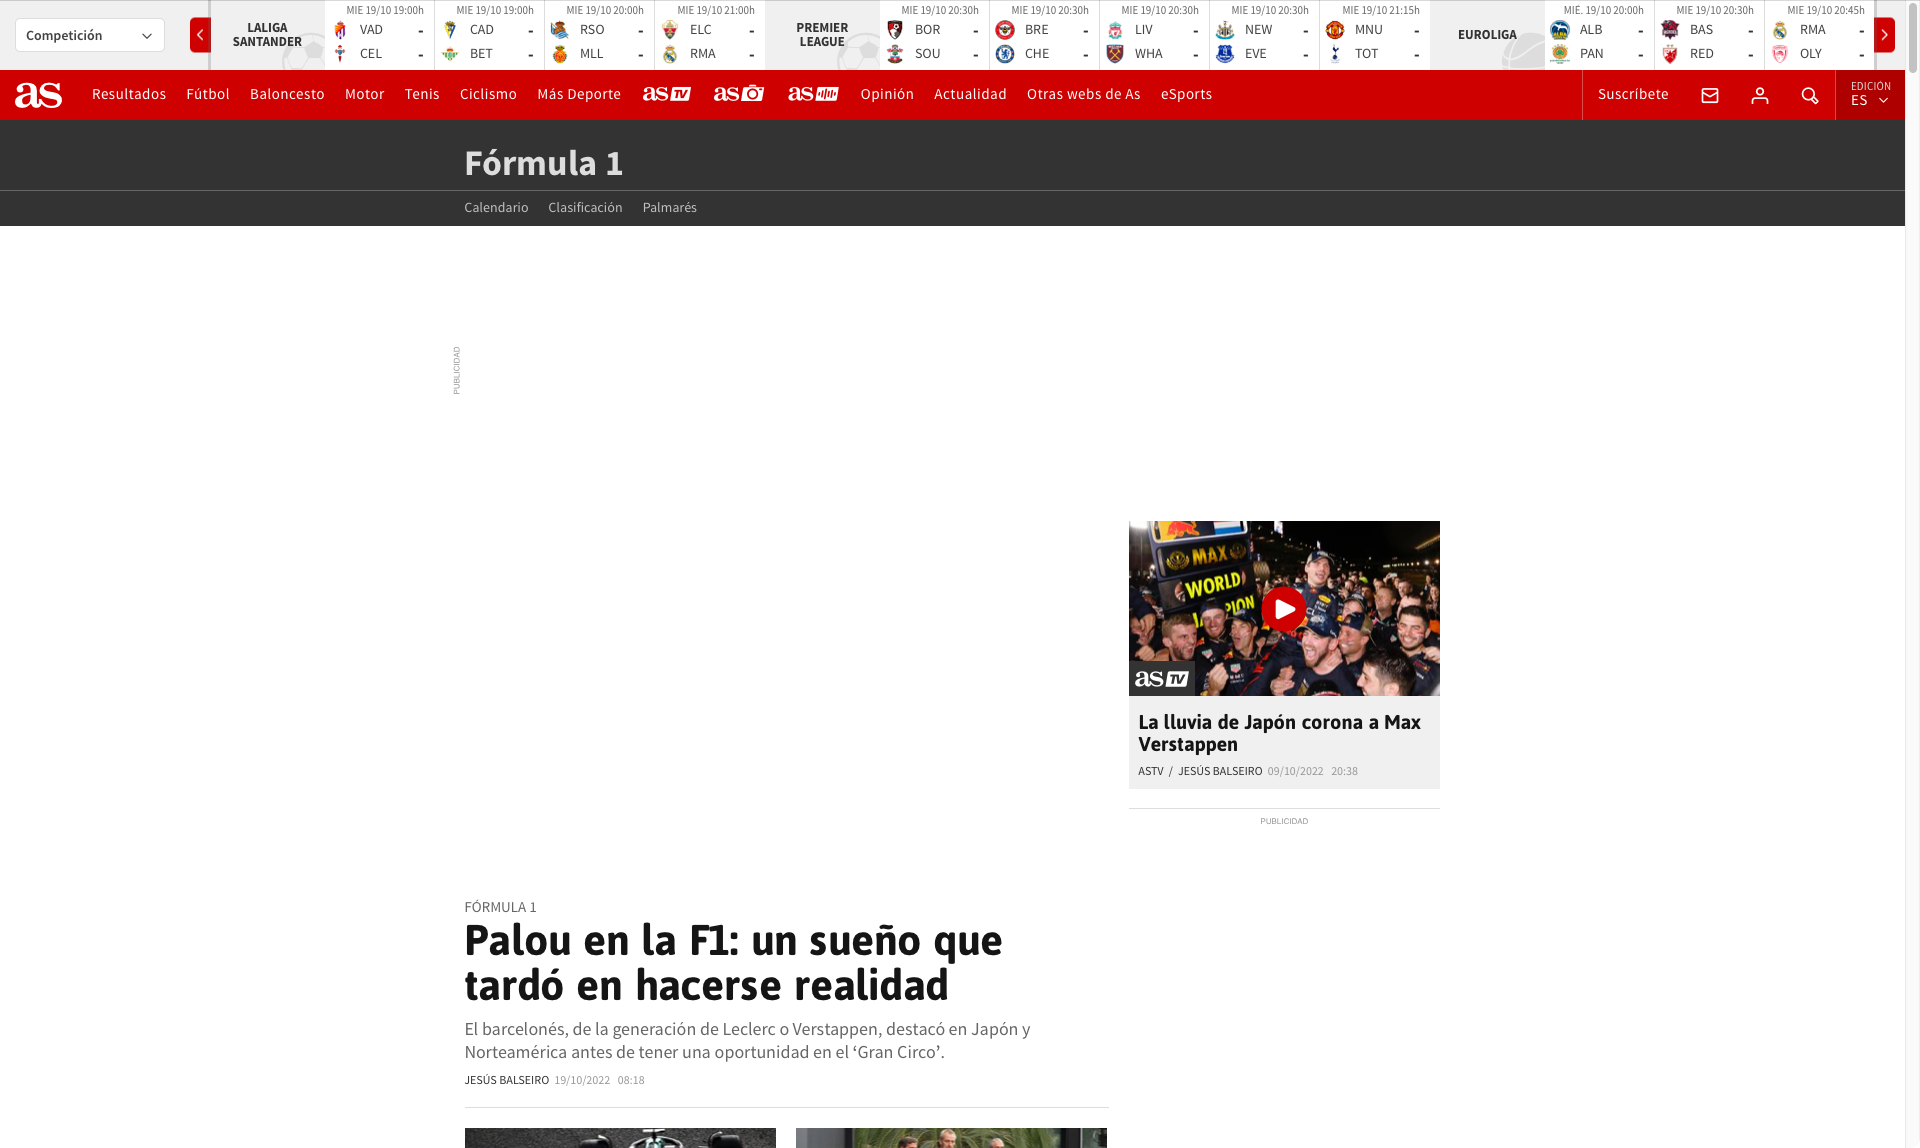 Competición
LALIGA SANTANDER
MIE 19/10 19:00h
VAD -
CEL -
MIE 19/10 19:00h
CAD -
BET -
MIE 19/10 20:00h
RSO -
MLL -
MIE 19/10 21:00h
ELC -
RMA -
PREMIER LEAGUE
MIE 19/10 20:30h
BOR -
SOU -
MIE 19/10 20:30h
BRE -
CHE -
MIE 19/10 20:30h
LIV -
WHA -
MIE 19/10 20:30h
NEW -
EVE -
MIE 19/10 21:15h
MNU -
TOT -
EUROLIGA
MIÉ. 19/10 20:00h
ALB -
PAN -
MIE 19/10 20:30h
BAS -
RED -
MIE 19/10 20:45h
RMA -
OLY -
as Resultados Fútbol Baloncesto Motor Tenis Ciclismo Más Deporte as TV as as Opinión Actualidad Otras webs de As eSports Suscríbete EDICIÓN
ES
Fórmula 1
Calendario Clasificación Palmarés
PUBLICIDAD
MAX
WORLD
as TV
La lluvia de Japón corona a Max
Verstappen
ASTV / JESÚS BALSEIRO 09/10/2022 20:38
PUBLICIDAD
FÓRMULA 1
Palou en la F1: un sueño que
tardó en hacerse realidad
El barcelonés, de la generación de Leclerc o Verstappen, destacó en Japón y
Norteamérica antes de tener una oportunidad en el ‘Gran Circo’.
JESÚS BALSEIRO 19/10/2022 08:18